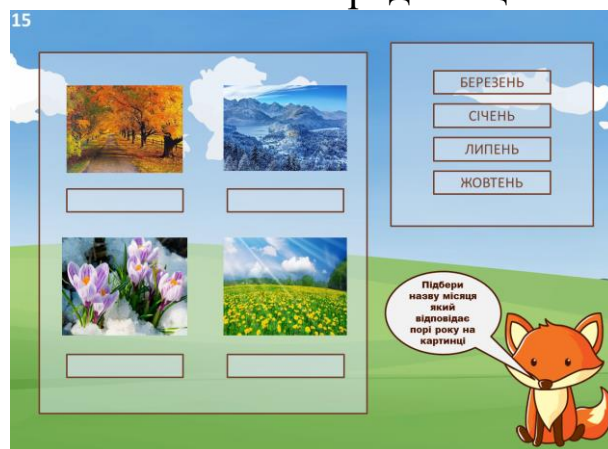 15
БЕРЕЗЕНЬ
СІЧЕНЬ
ЛИПЕНЬ
ЖОВТЕНЬ
Підбери
назву місяця
який
відповідає
порі року на
картинці